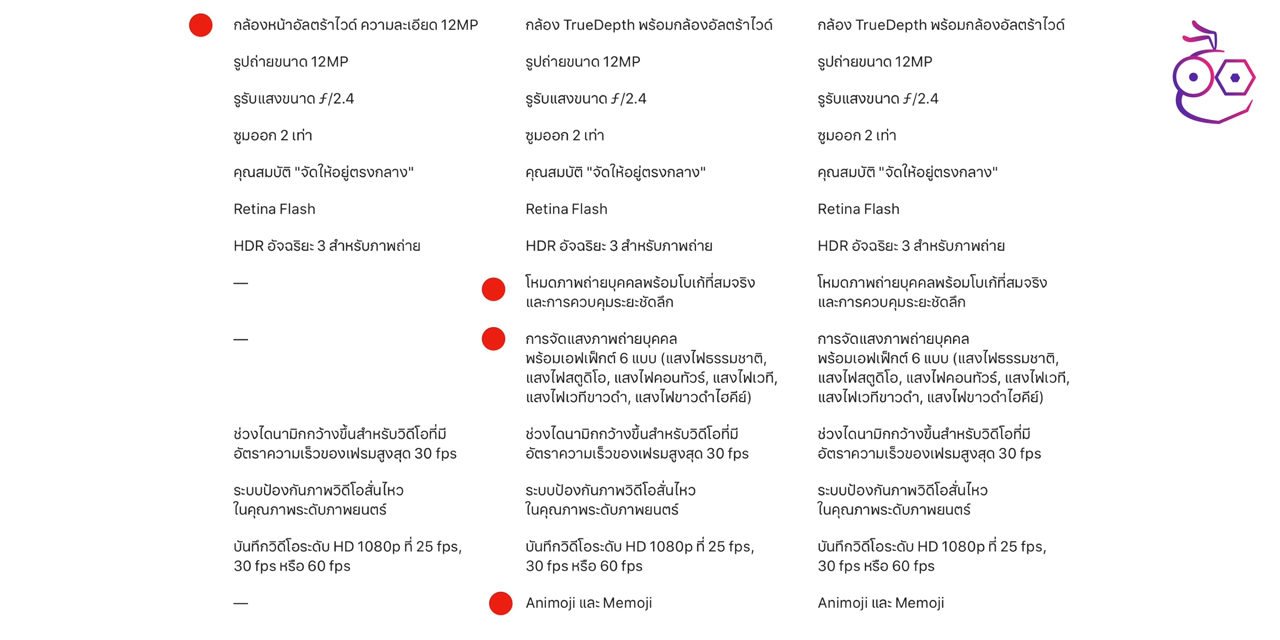 กล้องหน้าอัลตร้าไวด์ ความละเอียด 12MP
กล้อง TrueDepth พร้อมกล้องอัลตร้าไวด์
กล้อง TrueDepth พร้อมกล้องอัลตร้าไวด์
รูปถ่ายขนาด 12MP
รูปถ่ายขนาด 12MP
รูปถ่ายขนาด 12MP
รูรับแสงขนาด ƒ/2.4
รูรับแสงขนาด ƒ/2.4
รูรับแสงขนาด ƒ/2.4
ซูมออก 2 เท่า
ซูมออก 2 เท่า
ซูมออก 2 เท่า
คุณสมบัติ "จัดให้อยู่ตรงกลาง"
คุณสมบัติ "จัดให้อยู่ตรงกลาง"
คุณสมบัติ "จัดให้อยู่ตรงกลาง"
Retina Flash
Retina Flash
Retina Flash
HDR อัจฉริยะ 3 สำหรับภาพถ่าย
HDR อัจฉริยะ 3 สำหรับภาพถ่าย
HDR อัจฉริยะ 3 สำหรับภาพถ่าย
—
โหมดภาพถ่ายบุคคลพร้อมโบเก้ที่สมจริง
และการควบคุมระยะชัดลึก
โหมดภาพถ่ายบุคคลพร้อมโบเก้ที่สมจริง
และการควบคุมระยะชัดลึก
—
การจัดแสงภาพถ่ายบุคคล
พร้อมเอฟเฟ็กต์ 6 แบบ (แสงไฟธรรมชาติ,
แสงไฟสตูดิโอ, แสงไฟคอนทัวร์, แสงไฟเวที,
แสงไฟเวทีขาวดำ, แสงไฟขาวดำไฮคีย์)
การจัดแสงภาพถ่ายบุคคล
พร้อมเอฟเฟ็กต์ 6 แบบ (แสงไฟธรรมชาติ,
แสงไฟสตูดิโอ, แสงไฟคอนทัวร์, แสงไฟเวที,
แสงไฟเวทีขาวดำ, แสงไฟขาวดำไฮคีย์)
ช่วงไดนามิกกว้างขึ้นสำหรับวิดีโอที่มี
อัตราความเร็วของเฟรมสูงสุด 30 fps
ช่วงไดนามิกกว้างขึ้นสำหรับวิดีโอที่มี
อัตราความเร็วของเฟรมสูงสุด 30 fps
ช่วงไดนามิกกว้างขึ้นสำหรับวิดีโอที่มี
อัตราความเร็วของเฟรมสูงสุด 30 fps
ระบบป้องกันภาพวิดีโอสั่นไหว
ในคุณภาพระดับภาพยนตร์
ระบบป้องกันภาพวิดีโอสั่นไหว
ในคุณภาพระดับภาพยนตร์
ระบบป้องกันภาพวิดีโอสั่นไหว
ในคุณภาพระดับภาพยนตร์
บันทึกวิดีโอระดับ HD 1080p ที่ 25 fps,
30 fps หรือ 60 fps
บันทึกวิดีโอระดับ HD 1080p ที่ 25 fps,
30 fps หรือ 60 fps
บันทึกวิดีโอระดับ HD 1080p ที่ 25 fps,
30 fps หรือ 60 fps
—
Animoji และ Memoji
Animoji และ Memoji